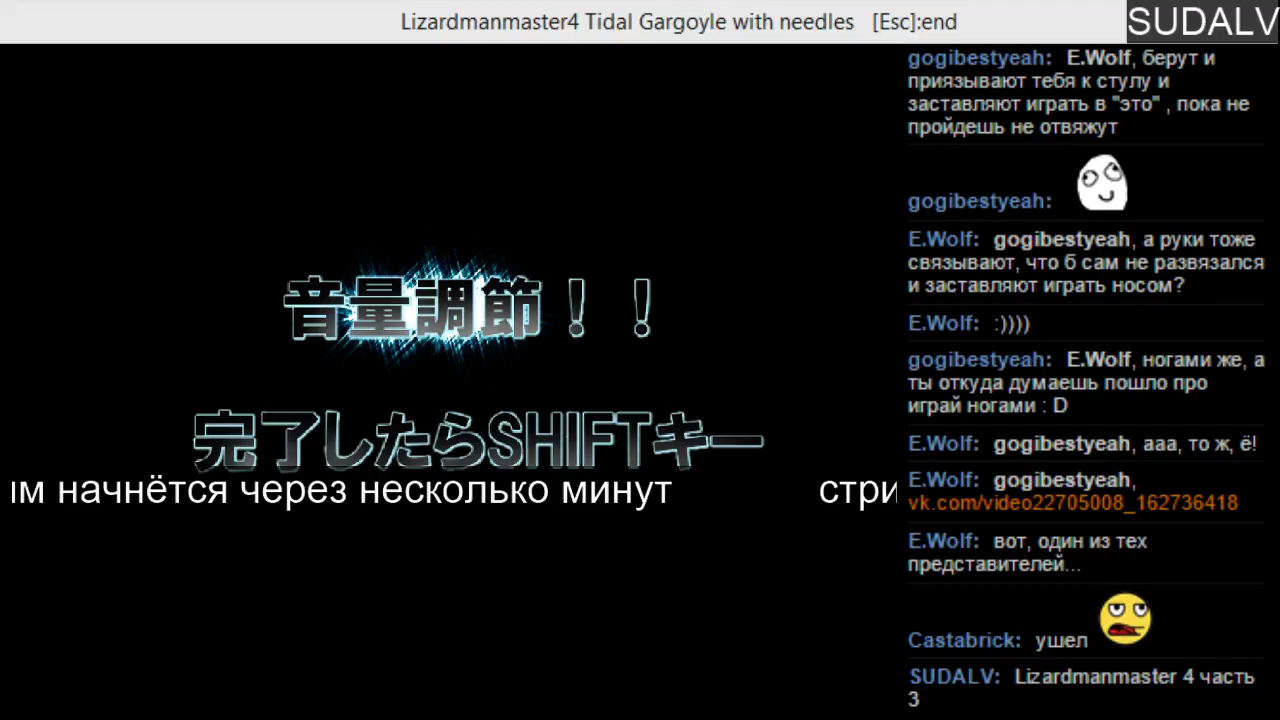 Lizardmanmaster4 Tidal Gargoyle with needles [Esc]:end
SUDALV
音量調節！！
完了したらSHIFTキー
им начнётся через несколько минут стри
gogibestyeah: E.Wolf, берут и
приязывают тебя к стулу и
заставляют играть в "это" , пока не
пройдешь не отвяжут
gogibestyeah:
E.Wolf: gogibestyeah, а руки тоже
связывают, что б сам не развязался
и заставляют играть носом?
E.Wolf: :))))
gogibestyeah: E.Wolf, ногами же, а
ты откуда думаешь пошло про
играй ногами : D
E.Wolf: gogibestyeah, ааа, то ж, ё!
E.Wolf: gogibestyeah,
vk.com/video22705008_162736418
E.Wolf: вот, один из тех
представителей...
Castabrick: ушел
SUDALV: Lizardmanmaster 4 часть
3